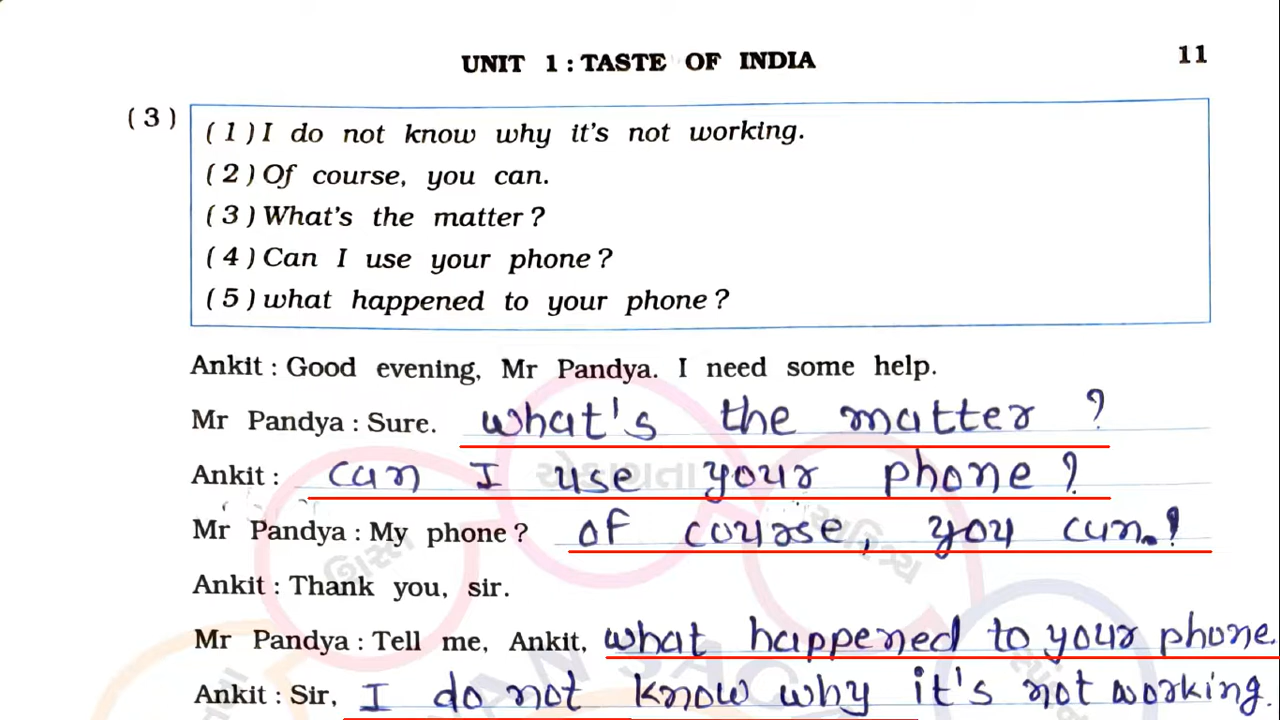 UNIT 1 : TASTE OF INDIA 11
(3)
(1) I do not know why it's not working.
(2) Of course, you can.
(3) What's the matter?
(4) Can I use your phone?
(5) what happened to your phone?
Ankit : Good evening, Mr Pandya. I need some help.
Mr Pandya : Sure. what's the matter ?
Ankit : can I use your phone?
Mr Pandya : My phone? of course, you can.!
Ankit : Thank you, sir.
Mr Pandya : Tell me, Ankit, what happened to your phone.
Ankit : Sir, I do not know why it's not working.